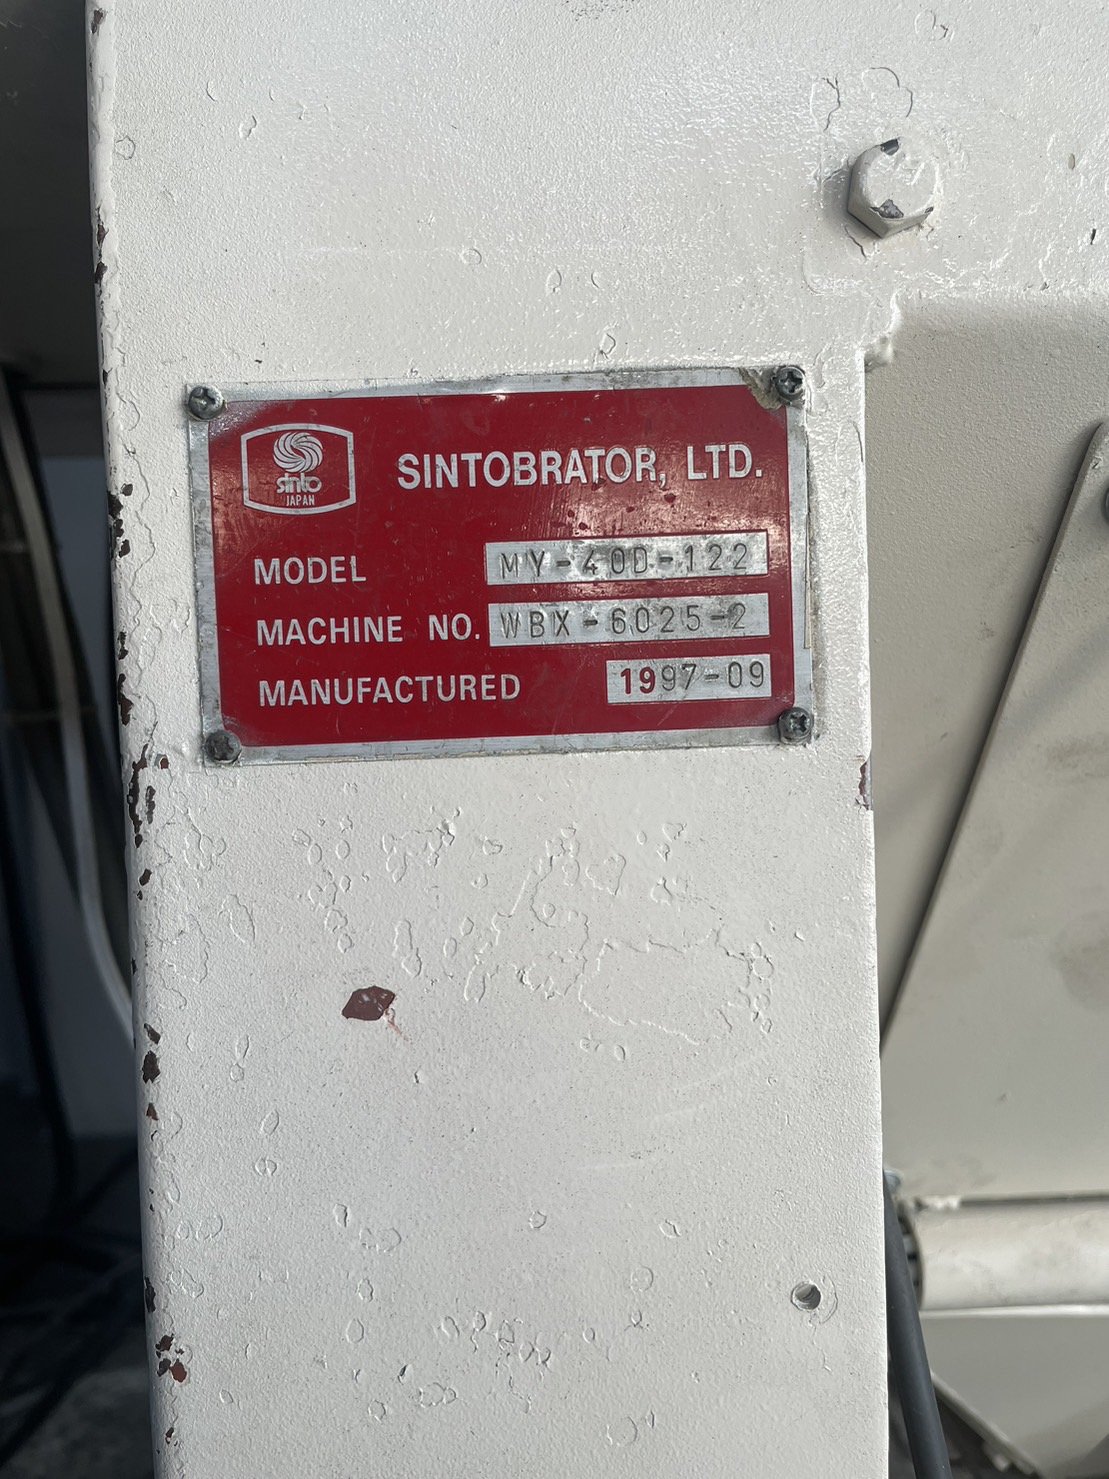 sinto
JAPAN
SINTOBRATOR, LTD.
MODEL MY-40D-122
MACHINE NO. WBX-6025-2
MANUFACTURED 1997-09